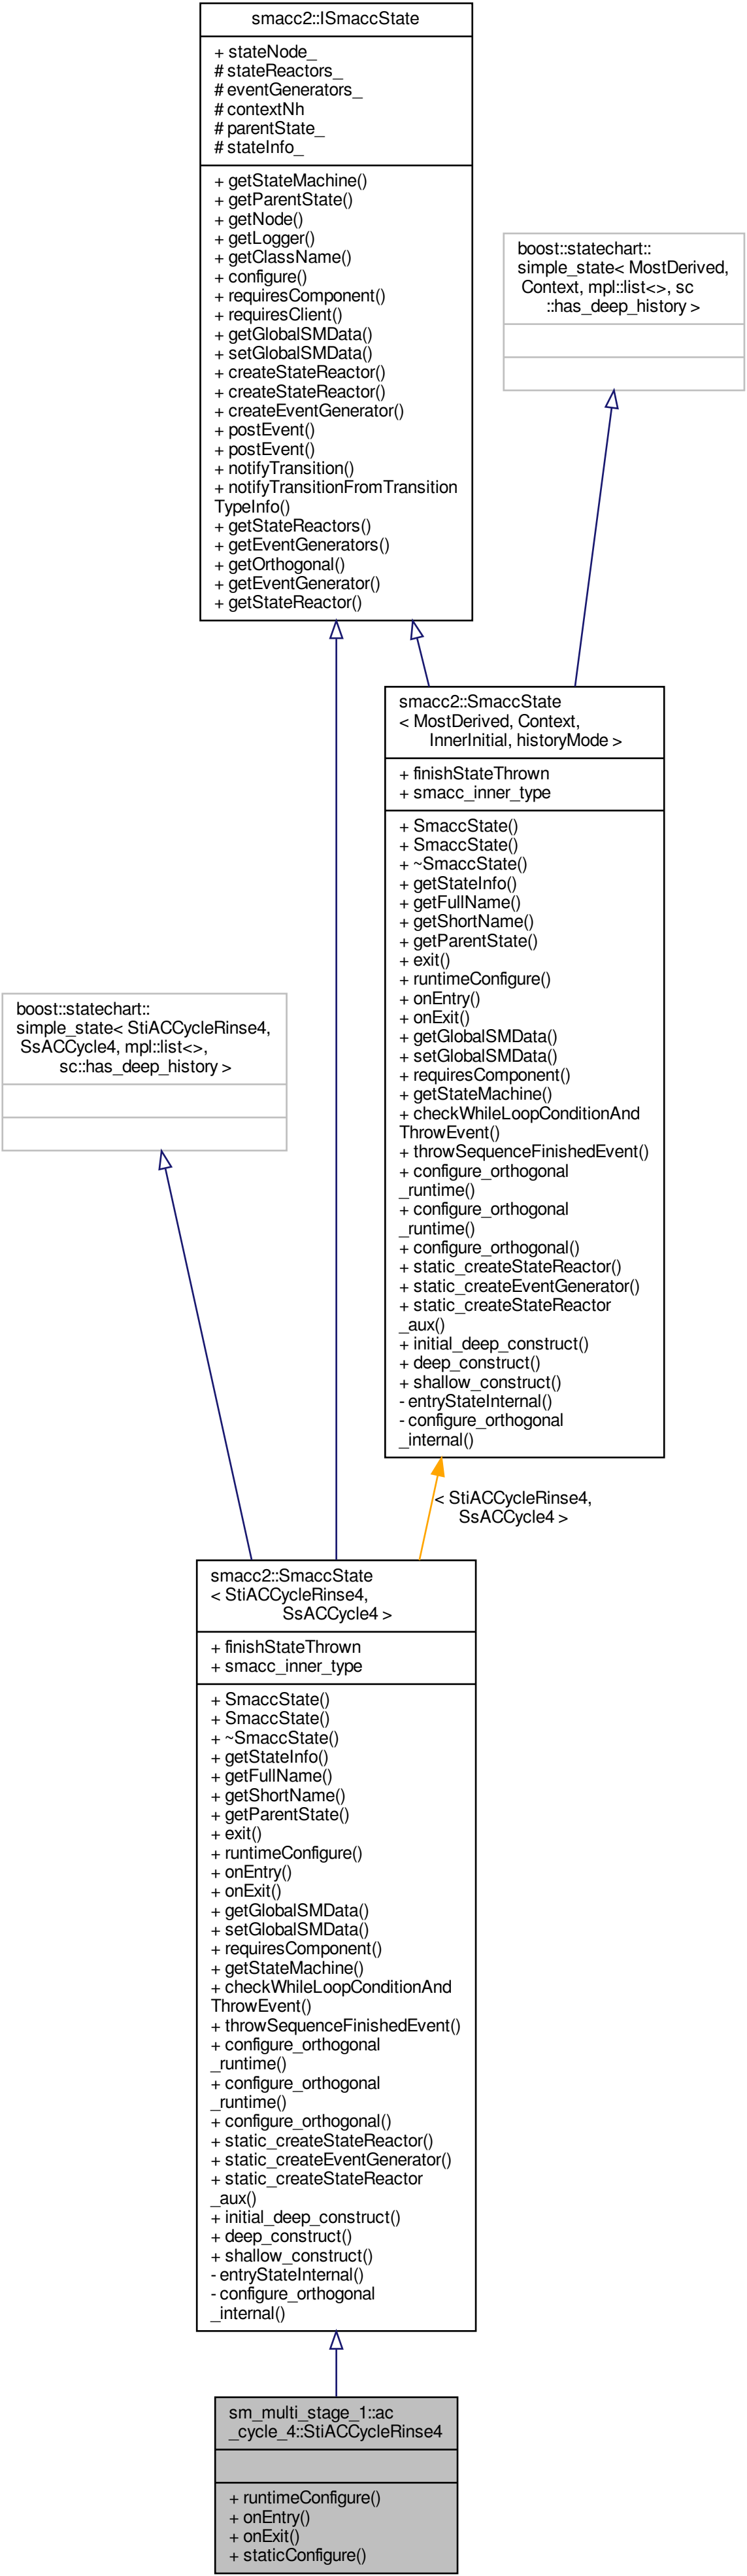 smacc2::ISmaccState
+ stateNode_
# stateReactors_
# eventGenerators_
# contextNh
# parentState_
# stateInfo_
+ getStateMachine()
+ getParentState()
+ getNode()
+ getLogger()
+ getClassName()
+ configure()
+ requiresComponent()
+ requiresClient()
+ getGlobalSMData()
+ setGlobalSMData()
+ createStateReactor()
+ createStateReactor()
+ createEventGenerator()
+ postEvent()
+ postEvent()
+ notifyTransition()
+ notifyTransitionFromTransition
TypeInfo()
+ getStateReactors()
+ getEventGenerators()
+ getOrthogonal()
+ getEventGenerator()
+ getStateReactor()
boost::statechart::
simple_state< MostDerived,
Context, mpl::list<>, sc
::has_deep_history >
smacc2::SmaccState
< MostDerived, Context,
InnerInitial, historyMode >
+ finishStateThrown
+ smacc_inner_type
+ SmaccState()
+ SmaccState()
+ ~SmaccState()
+ getStateInfo()
+ getFullName()
+ getShortName()
+ getParentState()
+ exit()
+ runtimeConfigure()
+ onEntry()
+ onExit()
+ getGlobalSMData()
+ setGlobalSMData()
+ requiresComponent()
+ getStateMachine()
+ checkWhileLoopConditionAnd
ThrowEvent()
+ throwSequenceFinishedEvent()
+ configure_orthogonal
_runtime()
+ configure_orthogonal
_runtime()
+ configure_orthogonal()
+ static_createStateReactor()
+ static_createEventGenerator()
+ static_createStateReactor
_aux()
+ initial_deep_construct()
+ deep_construct()
+ shallow_construct()
- entryStateInternal()
- configure_orthogonal
_internal()
boost::statechart::
simple_state< StiACCycleRinse4,
SsACCycle4, mpl::list<>,
sc::has_deep_history >
< StiACCycleRinse4,
SsACCycle4 >
smacc2::SmaccState
< StiACCycleRinse4,
SsACCycle4 >
+ finishStateThrown
+ smacc_inner_type
+ SmaccState()
+ SmaccState()
+ ~SmaccState()
+ getStateInfo()
+ getFullName()
+ getShortName()
+ getParentState()
+ exit()
+ runtimeConfigure()
+ onEntry()
+ onExit()
+ getGlobalSMData()
+ setGlobalSMData()
+ requiresComponent()
+ getStateMachine()
+ checkWhileLoopConditionAnd
ThrowEvent()
+ throwSequenceFinishedEvent()
+ configure_orthogonal
_runtime()
+ configure_orthogonal
_runtime()
+ configure_orthogonal()
+ static_createStateReactor()
+ static_createEventGenerator()
+ static_createStateReactor
_aux()
+ initial_deep_construct()
+ deep_construct()
+ shallow_construct()
- entryStateInternal()
- configure_orthogonal
_internal()
sm_multi_stage_1::ac
_cycle_4::StiACCycleRinse4
+ runtimeConfigure()
+ onEntry()
+ onExit()
+ staticConfigure()